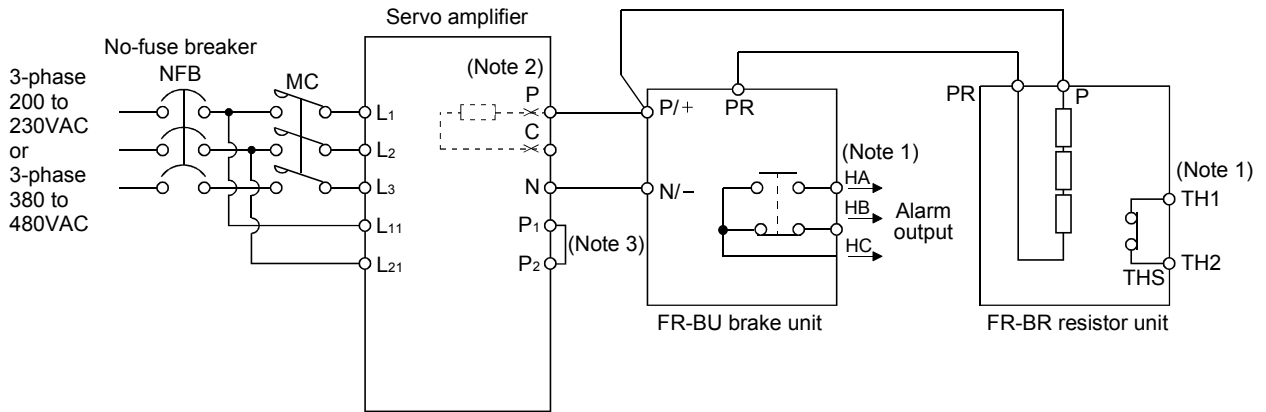 Servo amplifier
No-fuse breaker
NFB
MC
3-phase
200 to
230VAC
or
3-phase
380 to
480VAC
L1
L2
L3
L11
L21
(Note 2)
P
C
N
P1
P2
(Note 3)
P/+
PR
N/−
(Note 1)
HA
HB
HC
Alarm
output
FR-BU brake unit
PR
P
(Note 1)
TH1
THS
TH2
FR-BR resistor unit